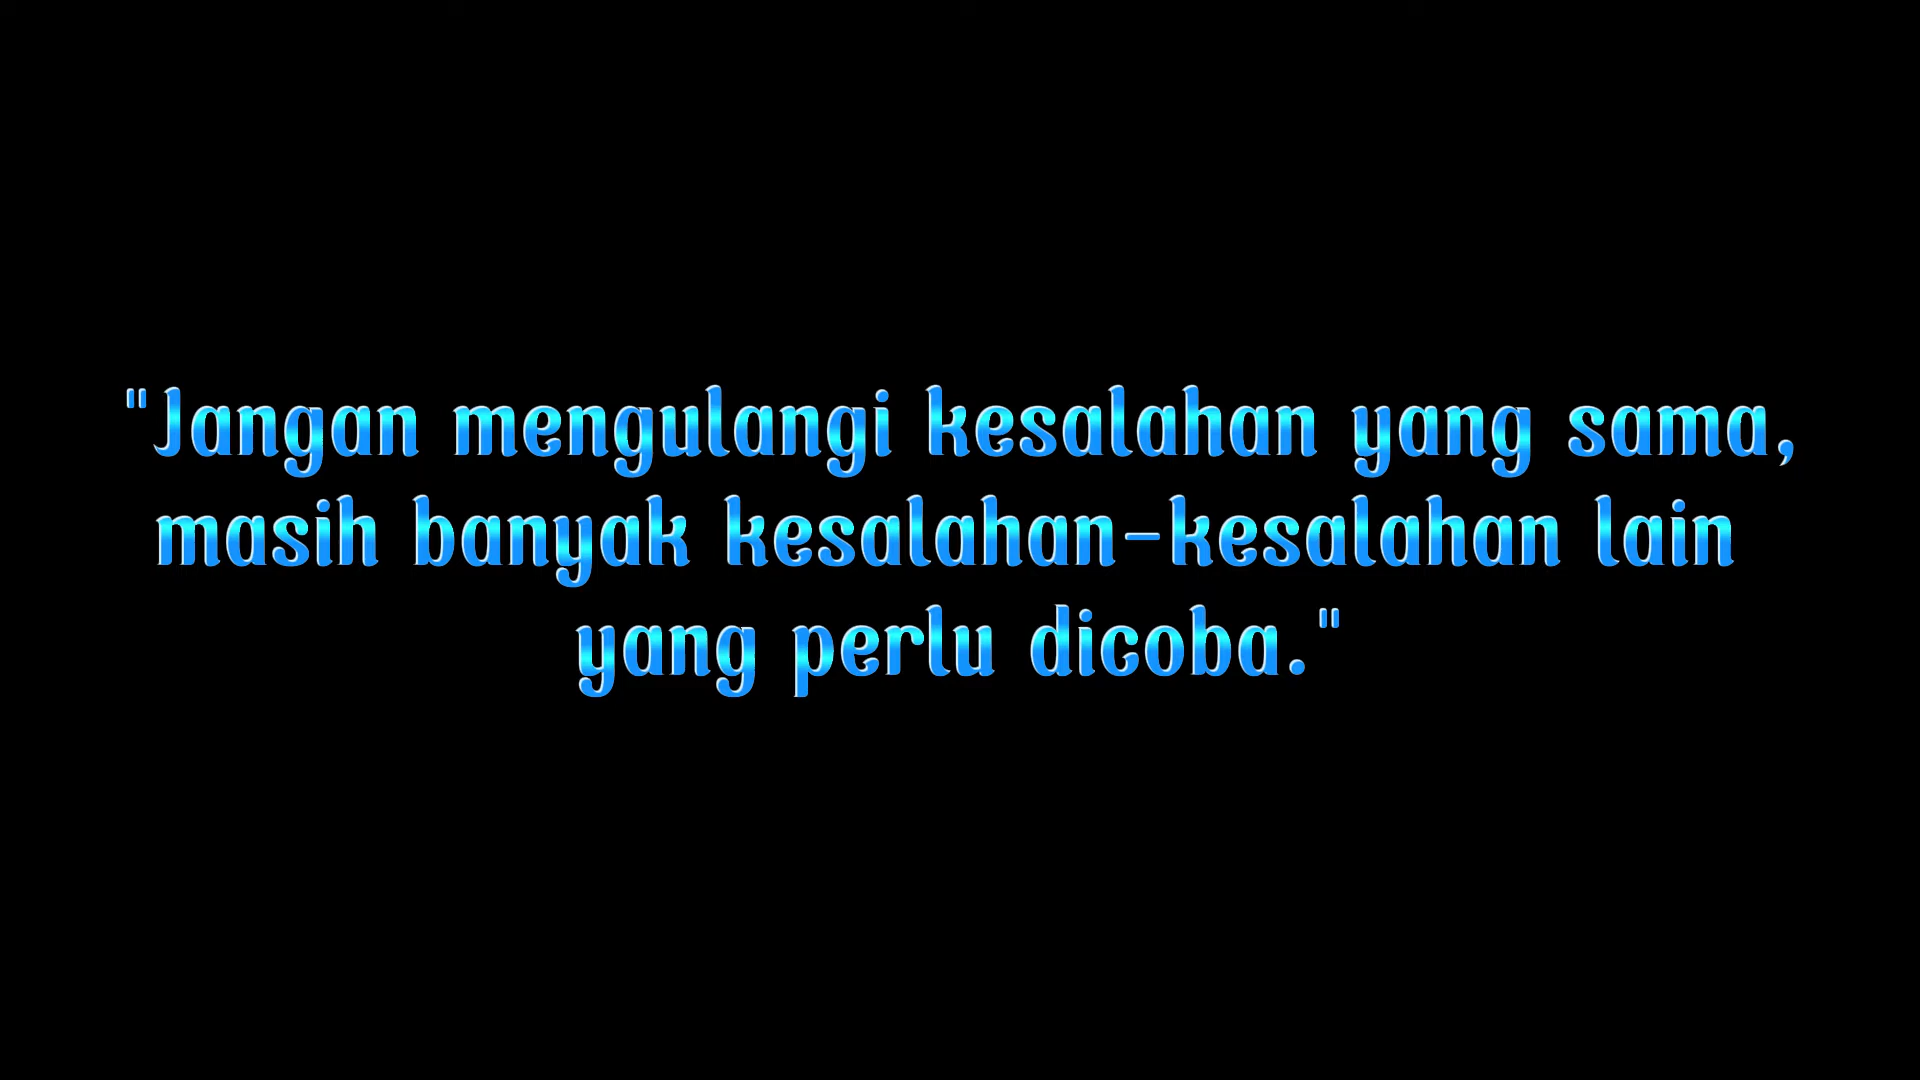 "Jangan mengulangi kesalahan yang sama,
masih banyak kesalahan-kesalahan lain
yang perlu dicoba."